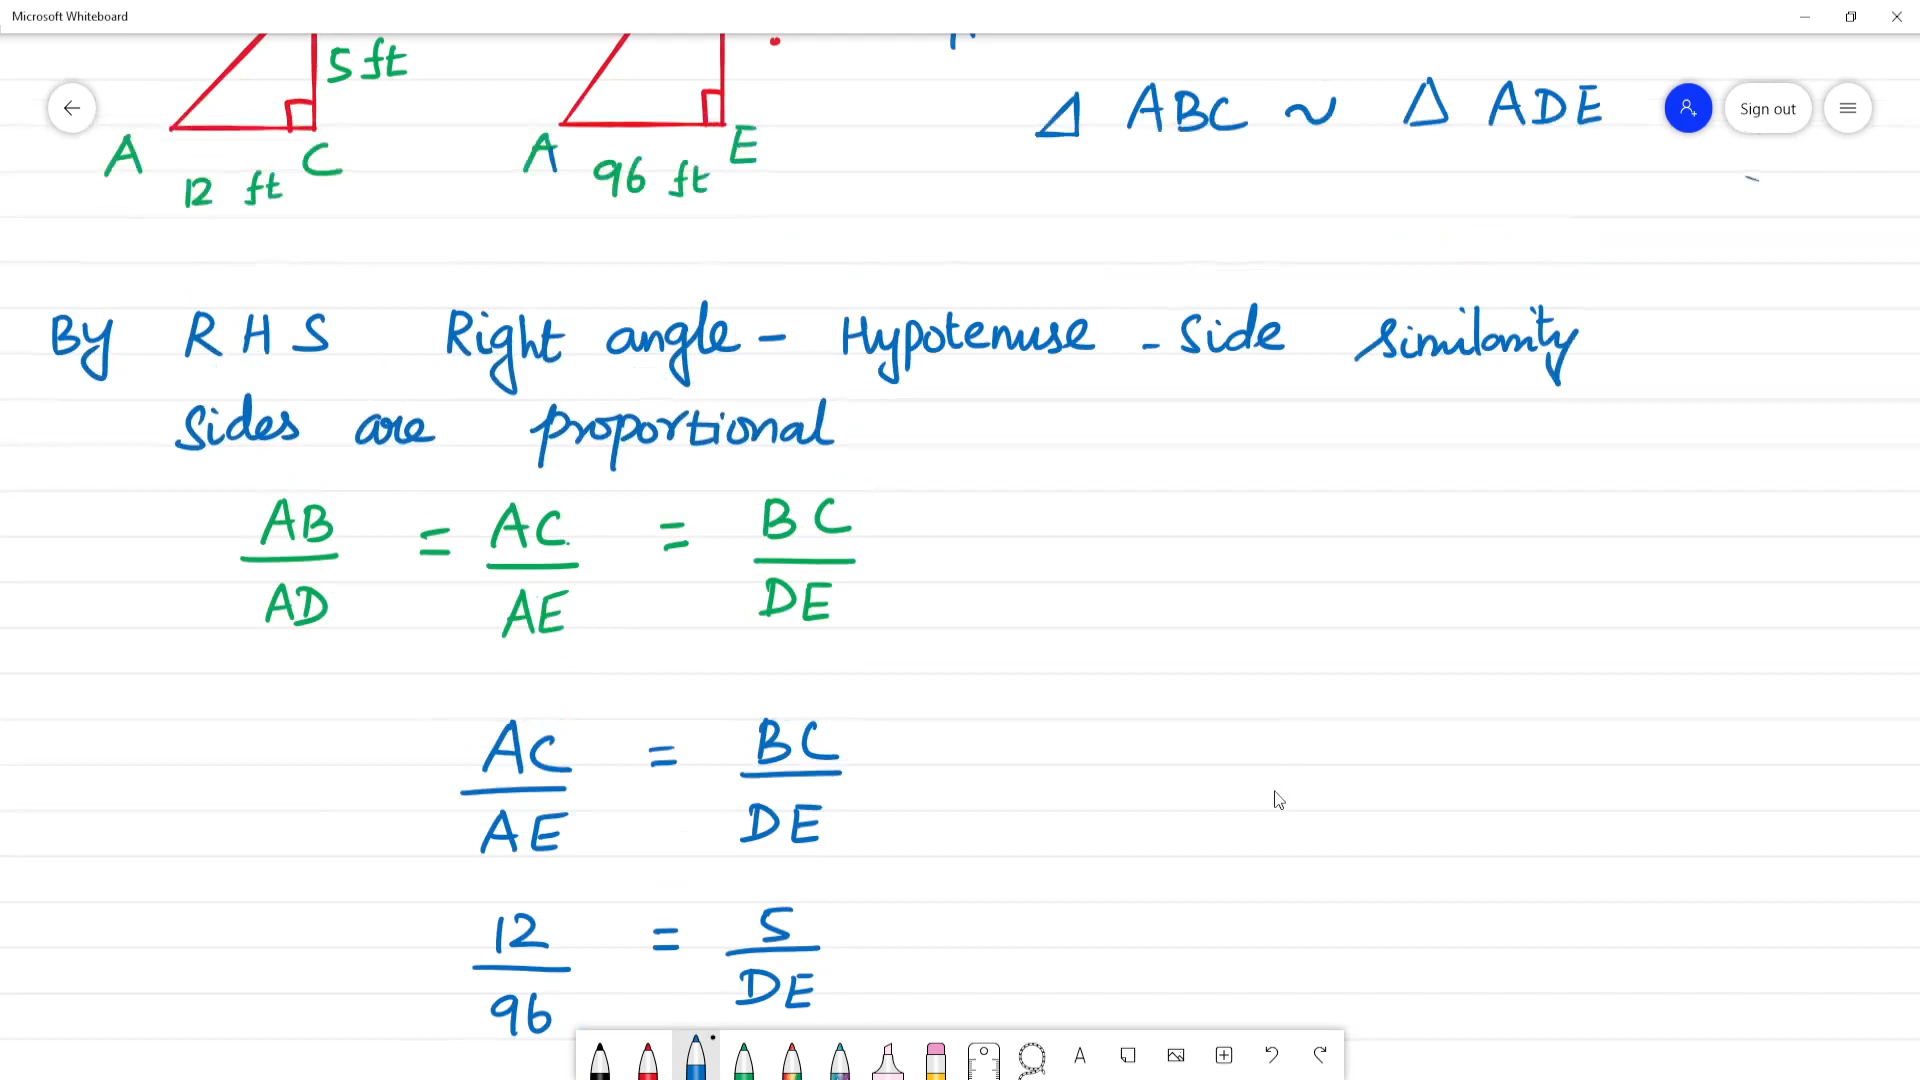 Microsoft Whiteboard
5 ft
Δ ABC ~ Δ ADE
Sign out
A C A E
12 ft 96 ft
By RHS Right angle - Hypotenuse - Side Similarity
Sides are proportional
AB/AD = AC/AE = BC/DE
AC/AE = BC/DE
12/96 = 5/DE